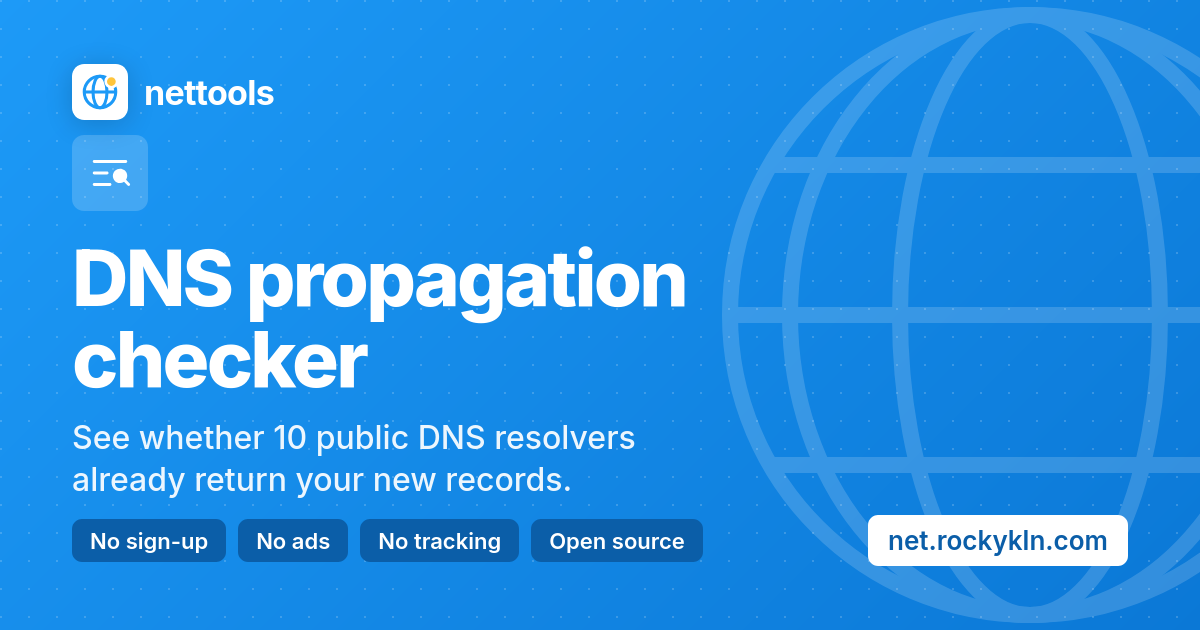 nettools
DNS propagation
checker
See whether 10 public DNS resolvers
already return your new records.
No sign-up
No ads
No tracking
Open source
net.rockykln.com